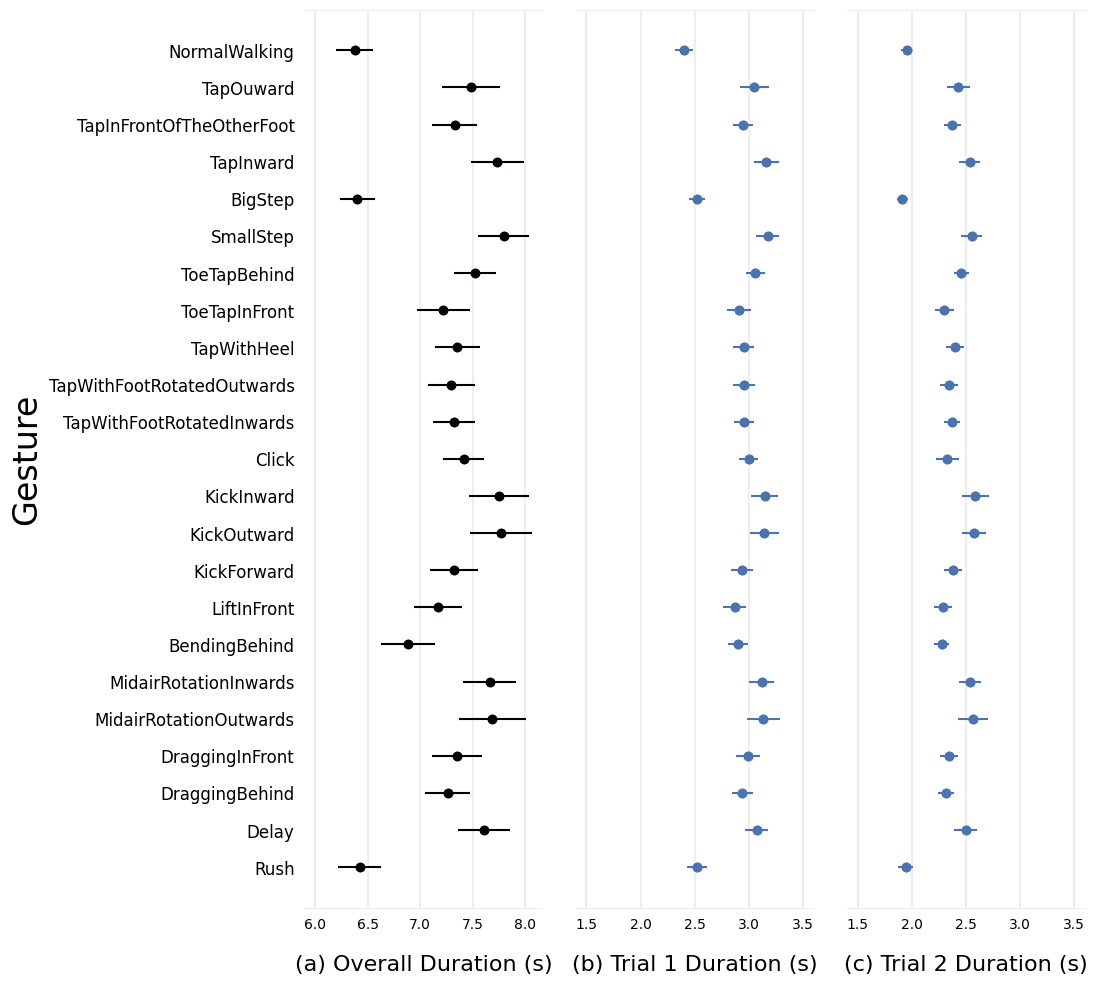 Gesture
NormalWalking
TapOuward
TapInFrontOfTheOtherFoot
TapInward
BigStep
SmallStep
ToeTapBehind
ToeTapInFront
TapWithHeel
TapWithFootRotatedOutwards
TapWithFootRotatedInwards
Click
KickInward
KickOutward
KickForward
LiftInFront
BendingBehind
MidairRotationInwards
MidairRotationOutwards
DraggingInFront
DraggingBehind
Delay
Rush
6.0 6.5 7.0 7.5 8.0
(a) Overall Duration (s)
1.5 2.0 2.5 3.0 3.5
(b) Trial 1 Duration (s)
1.5 2.0 2.5 3.0 3.5
(c) Trial 2 Duration (s)